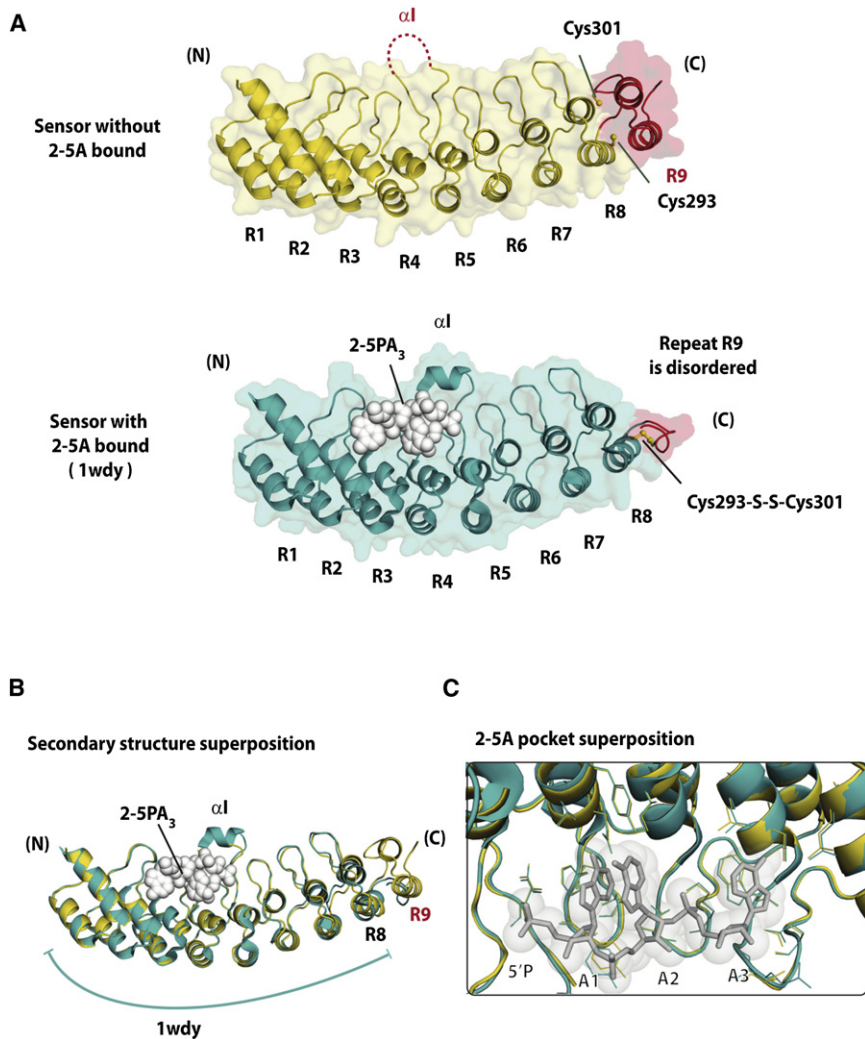 A
αI
Cys301
(N)
(C)
Sensor without
2-5A bound
R9
Cys293
R8
R7
R6
R5
R4
R3
R2
R1
αI
2-5PA3
(N)
Repeat R9
is disordered
(C)
Sensor with
2-5A bound
( 1wdy )
Cys293-S-S-Cys301
R8
R7
R6
R5
R4
R3
R2
R1
B
Secondary structure superposition
2-5PA3
αI
(N)
(C)
R8
R9
1wdy
C
2-5A pocket superposition
5'P
A1
A2
A3